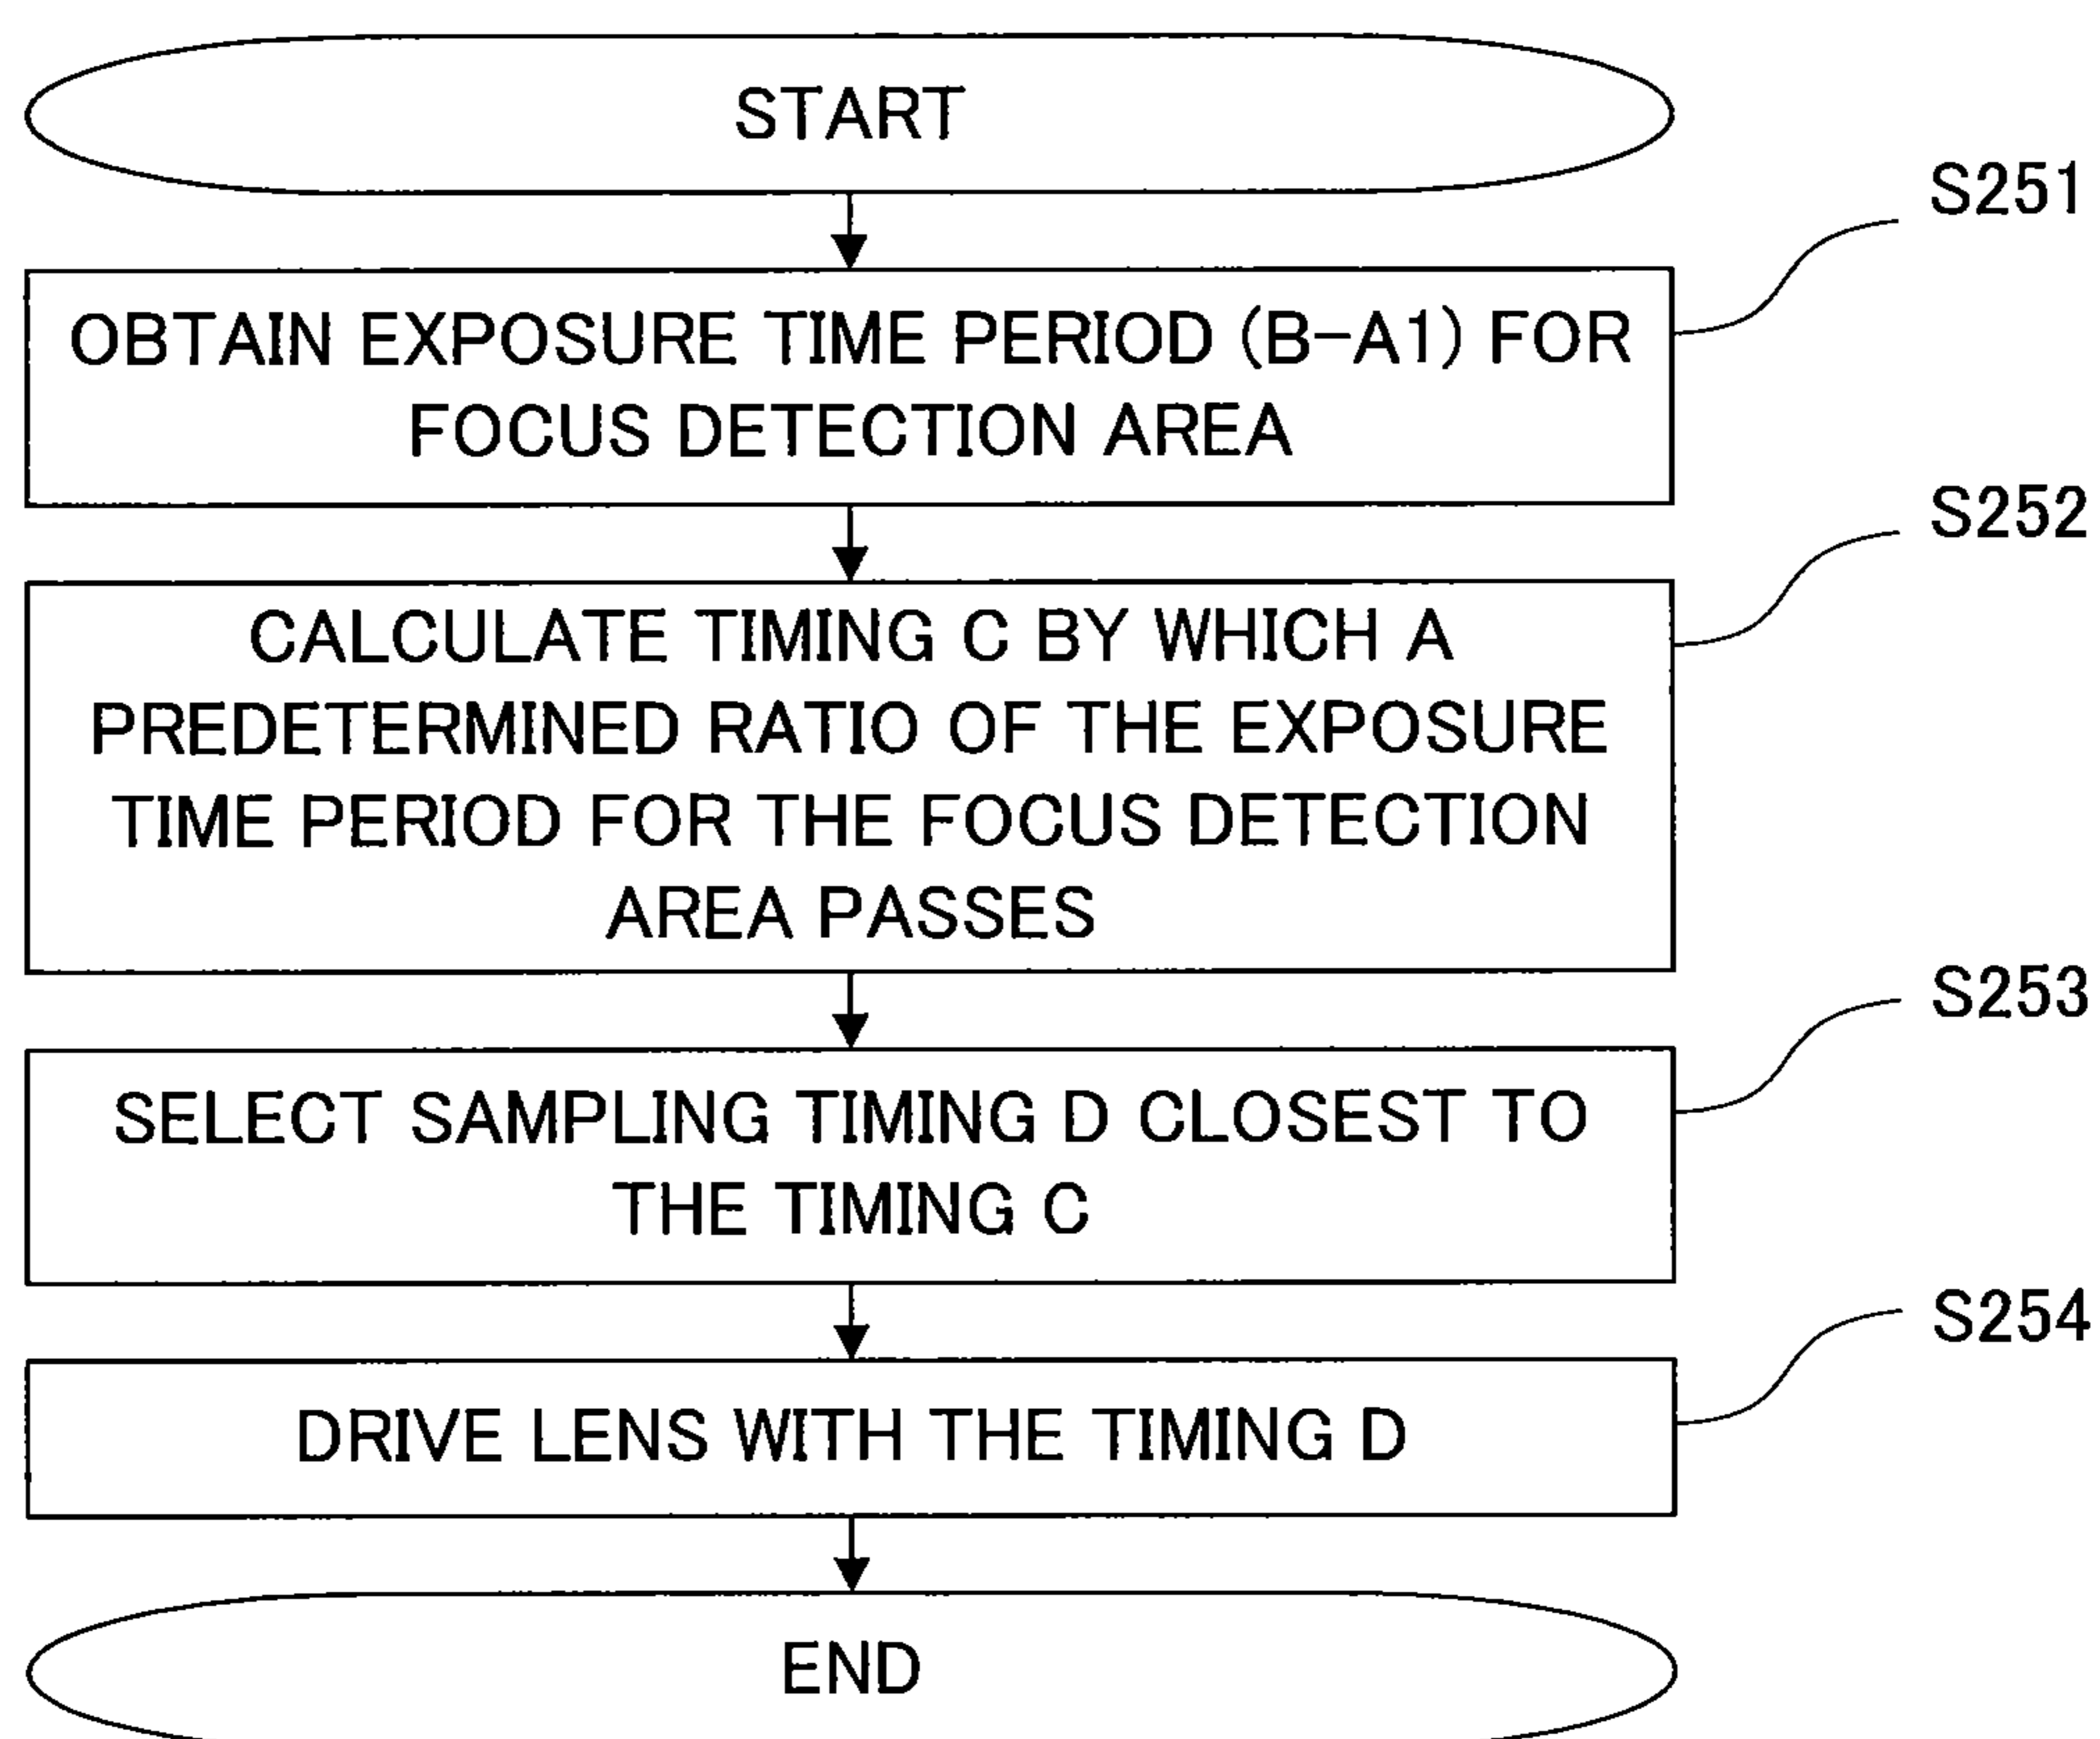 START
S251
OBTAIN EXPOSURE TIME PERIOD (B-A1) FOR
FOCUS DETECTION AREA
S252
CALCULATE TIMING C BY WHICH A
PREDETERMINED RATIO OF THE EXPOSURE
TIME PERIOD FOR THE FOCUS DETECTION
AREA PASSES
S253
SELECT SAMPLING TIMING D CLOSEST TO
THE TIMING C
S254
DRIVE LENS WITH THE TIMING D
END